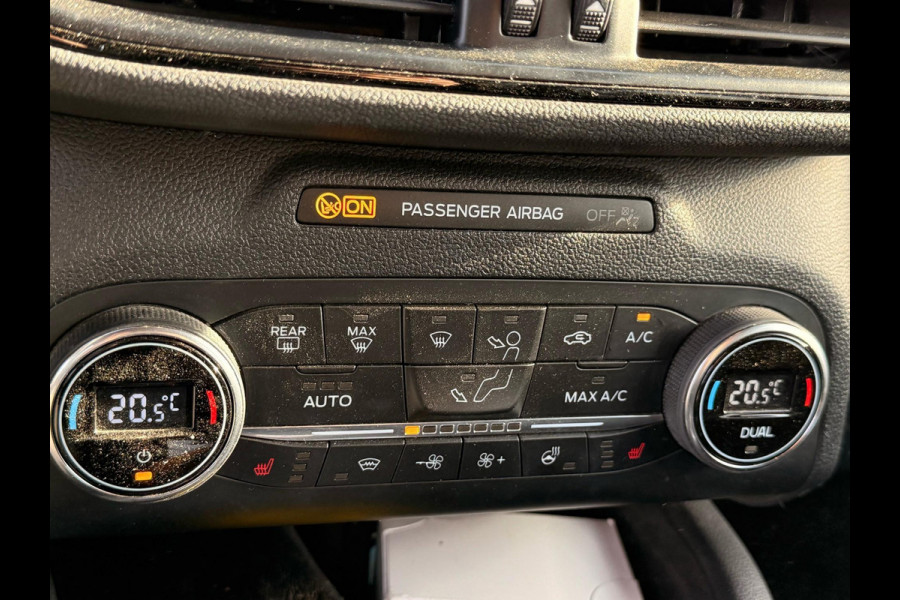 ON PASSENGER AIRBAG OFF
REAR MAX A/C
AUTO MAX A/C
20.5°C 20.5°C
DUAL